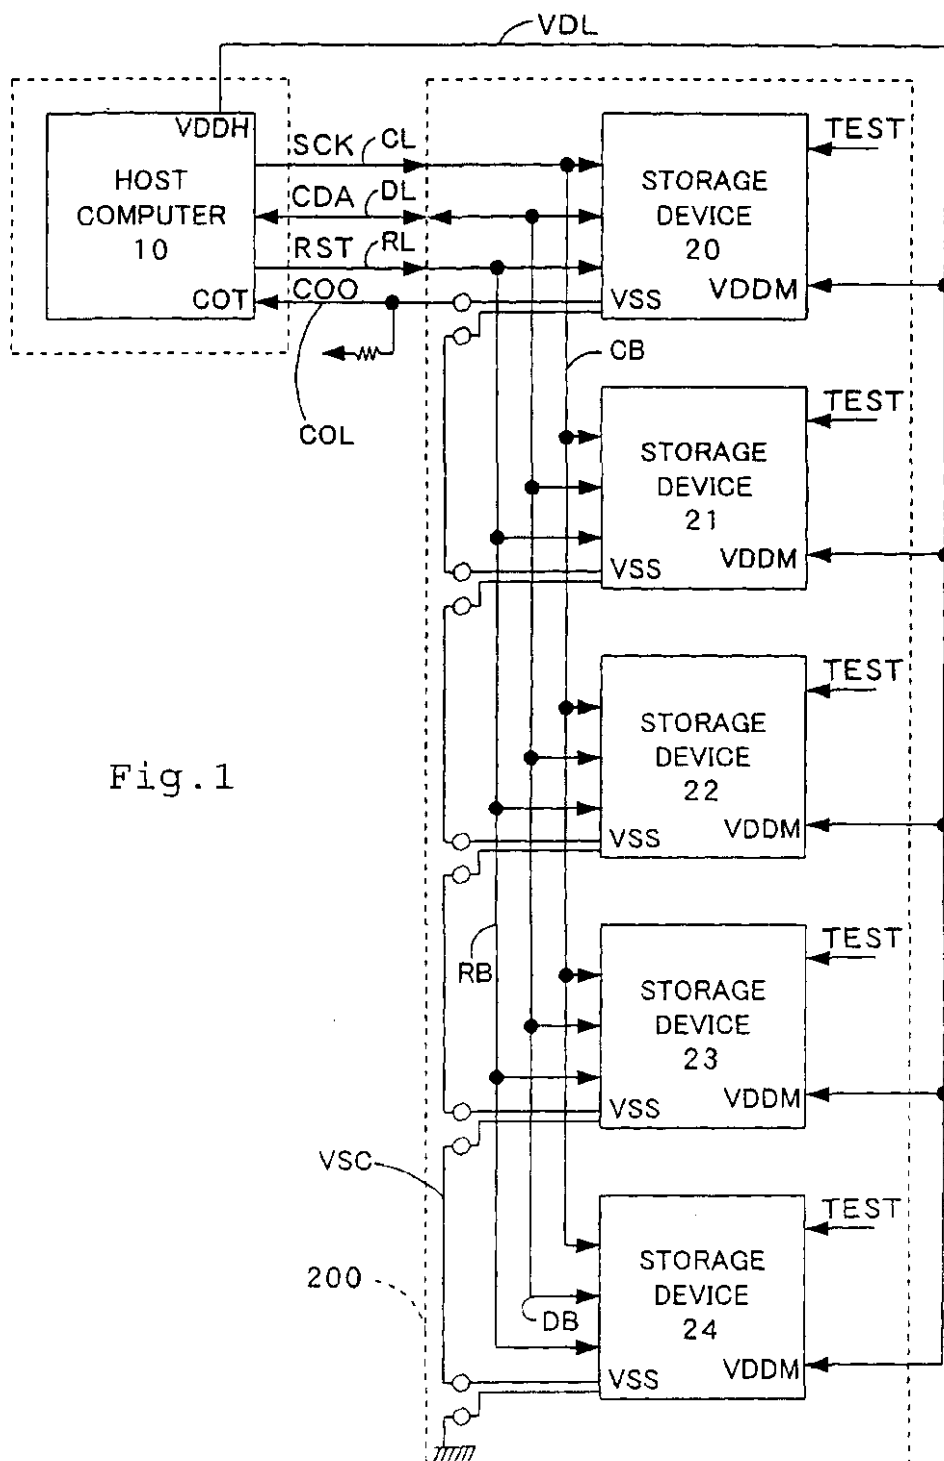 VDL
VDDH
HOST
COMPUTER
10
COT
SCK
CL
CDA
DL
RST
RL
COO
COL
STORAGE
DEVICE
20
TEST
VSS
VDDM
CB
STORAGE
DEVICE
21
TEST
VSS
VDDM
STORAGE
DEVICE
22
TEST
VSS
VDDM
Fig.1
RB
STORAGE
DEVICE
23
TEST
VSS
VDDM
VSC
200
DB
STORAGE
DEVICE
24
TEST
VSS
VDDM